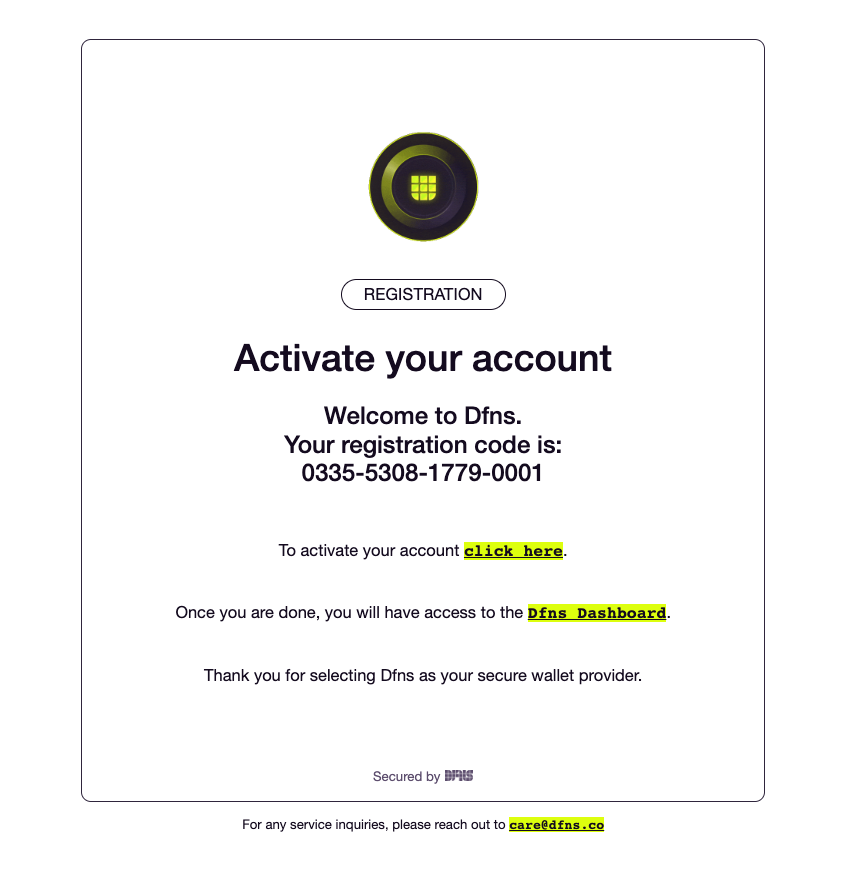 REGISTRATION
Activate your account
Welcome to Dfns.
Your registration code is:
0335-5308-1779-0001
To activate your account click here.
Once you are done, you will have access to the Dfns Dashboard.
Thank you for selecting Dfns as your secure wallet provider.
Secured by DFNS
For any service inquiries, please reach out to care@dfns.co